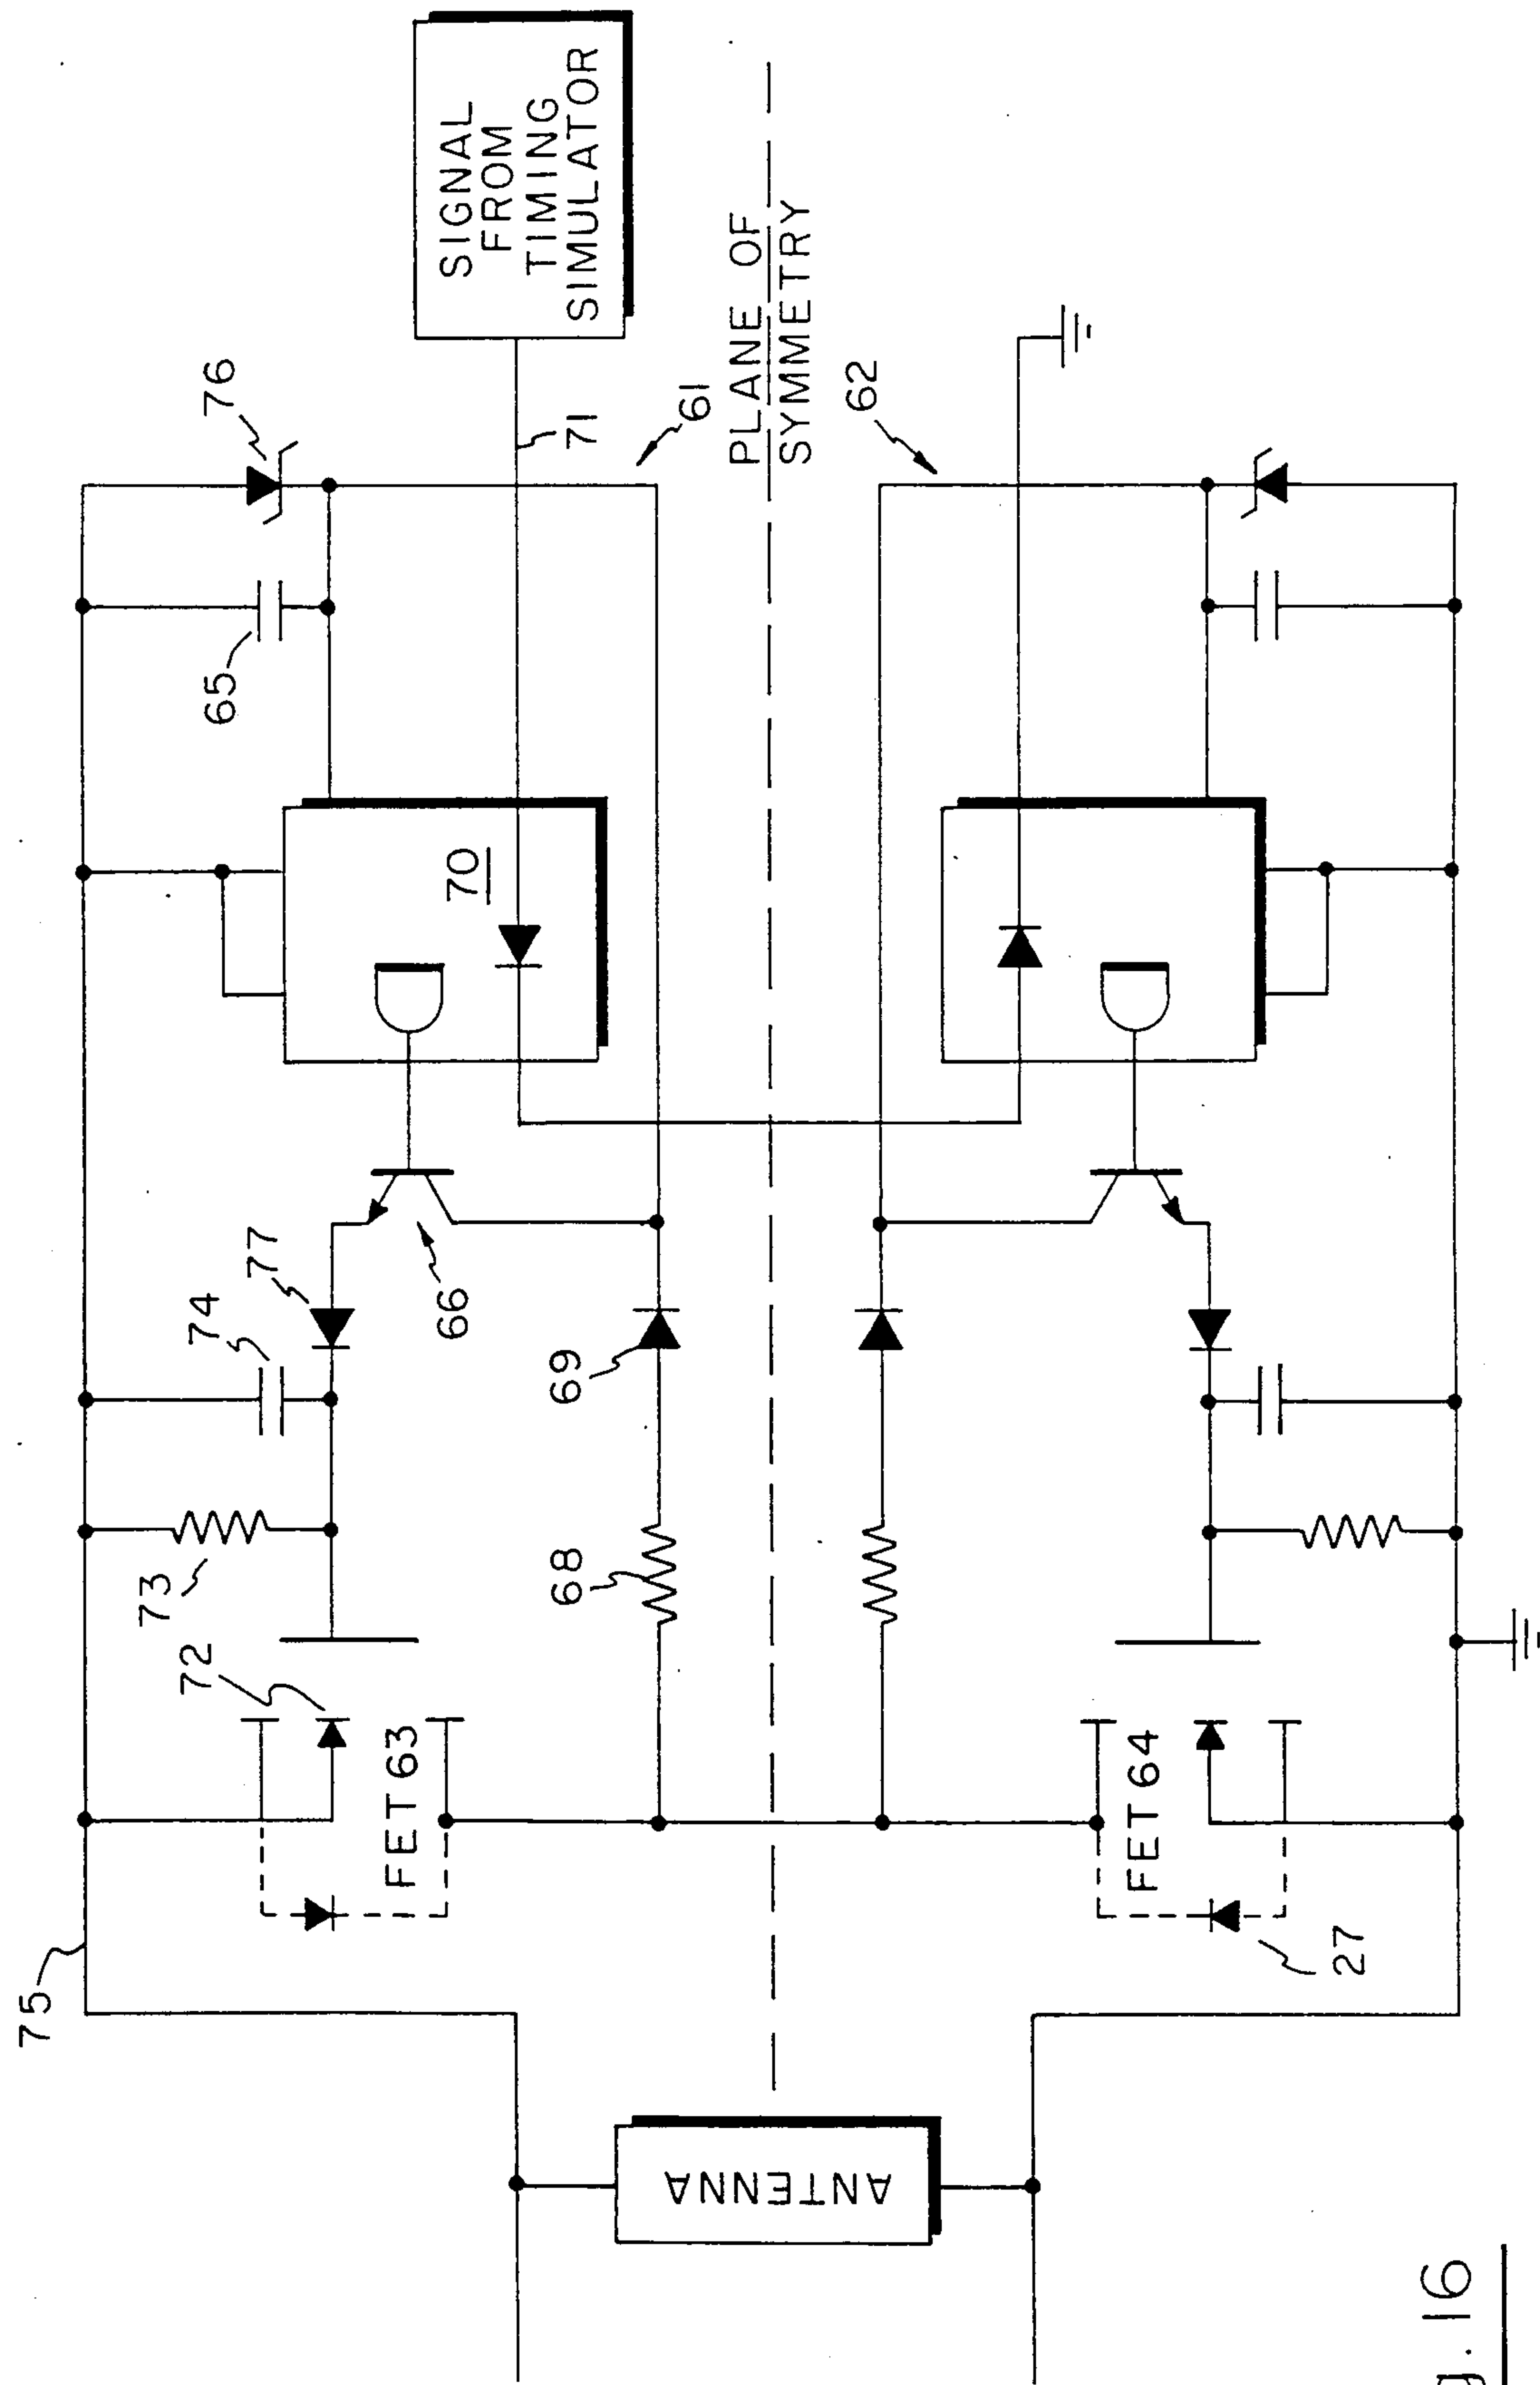 75
72
73
74
77
65
76
FET 63
66
70
71
SIGNAL
FROM
TIMING
SIMULATOR
68
69
61
ANTENNA
PLANE OF
SYMMETRY
62
FET 64
27
g. 16